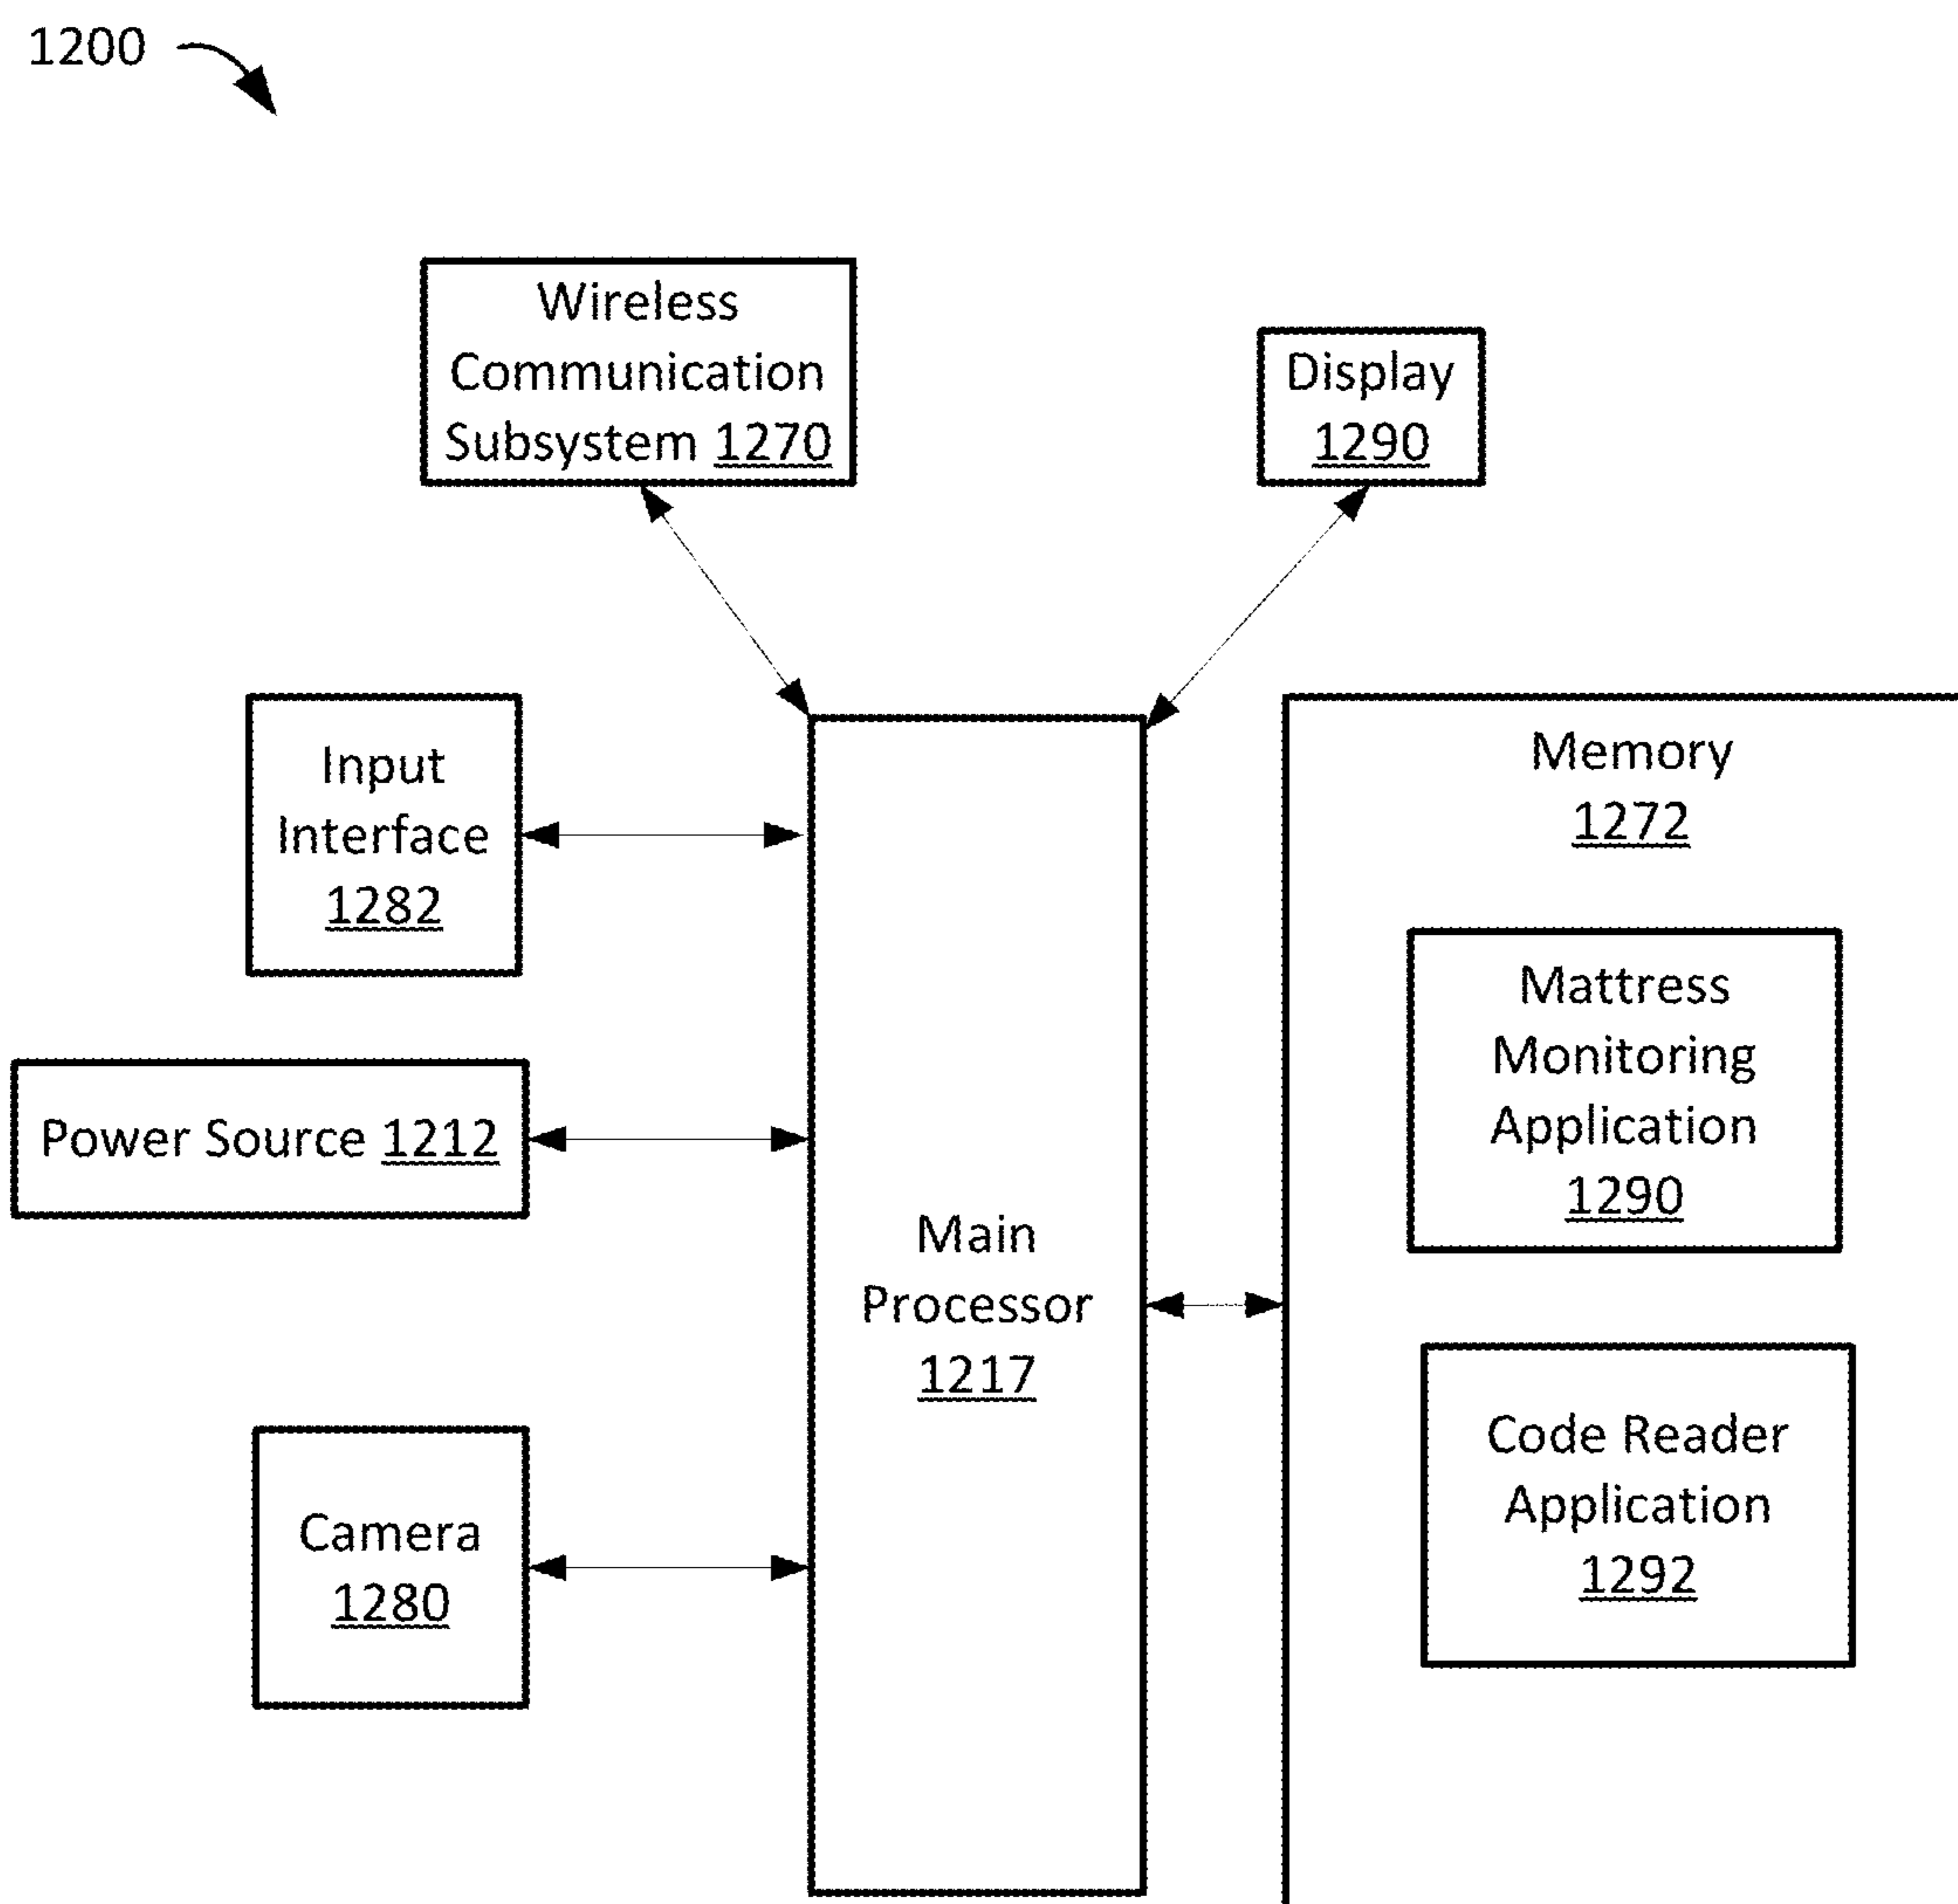 1200
Wireless
Communication
Subsystem 1270
Display
1290
Input
Interface
1282
Power Source 1212
Camera
1280
Main
Processor
1217
Memory
1272
Mattress
Monitoring
Application
1290
Code Reader
Application
1292